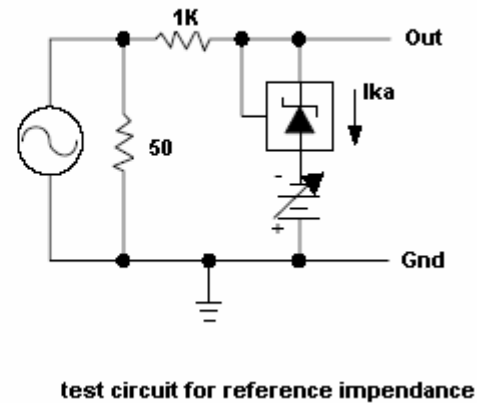 1K
Out
Ika
50
-
+
Gnd
test circuit for reference impendance